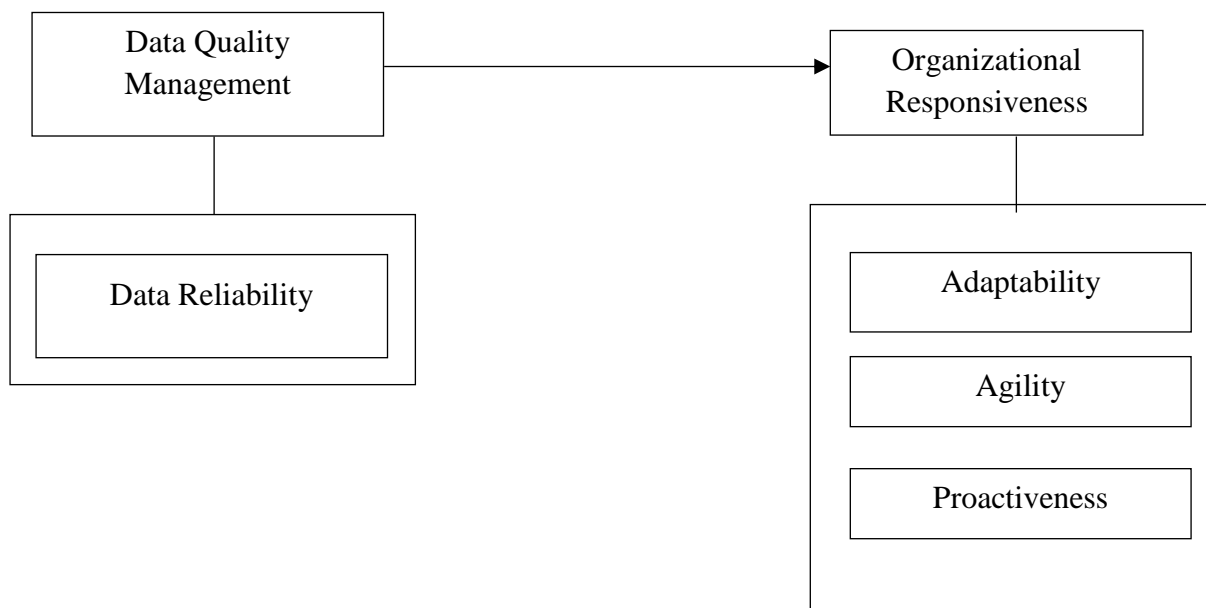 Data Quality
Management
Organizational
Responsiveness
Data Reliability
Adaptability
Agility
Proactiveness